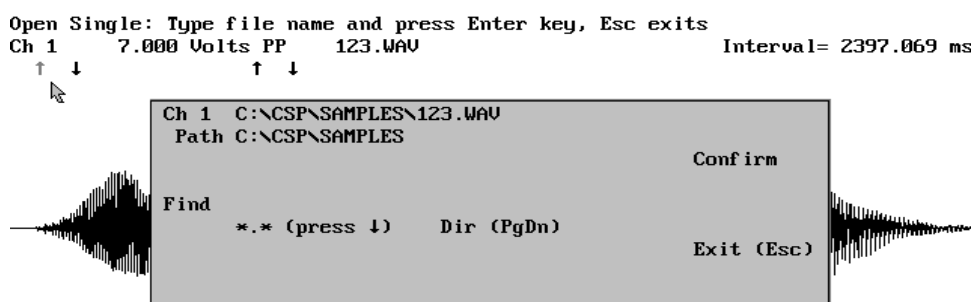 Open Single: Type file name and press Enter key, Esc exits
Ch 1 7.000 Volts PP 123.WAV Interval= 2397.069 ms
↑ ↓ ↑ ↓
Ch 1 C:\CSP\SAMPLES\123.WAV
Path C:\CSP\SAMPLES
Confirm
Find
*.* (press ↓) Dir (PgDn)
Exit (Esc)